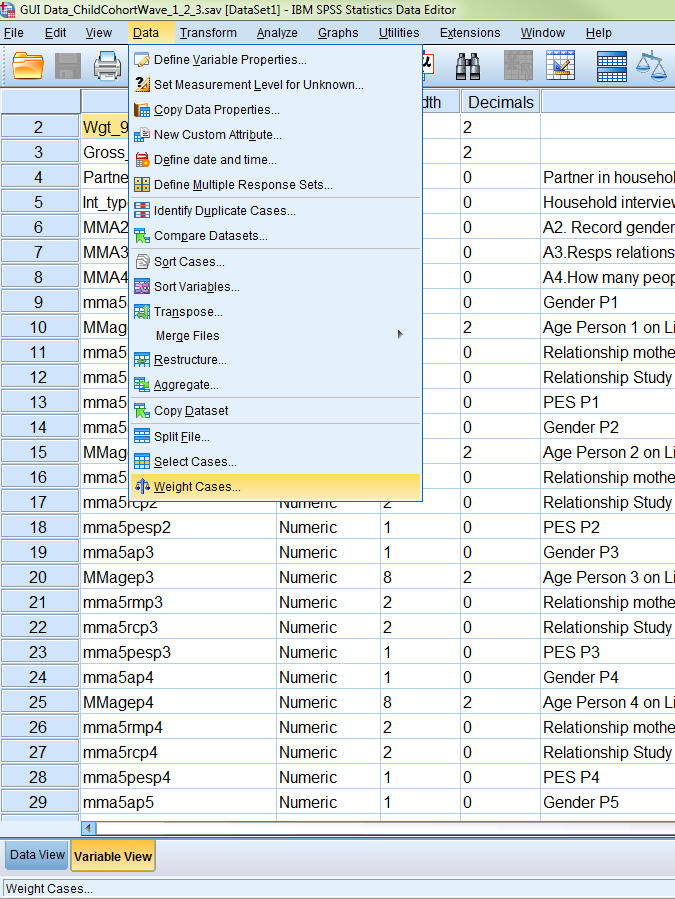 GUI Data_ChildCohortWave_1_2_3.sav [DataSet1] - IBM SPSS Statistics Data Editor
File Edit View Data Transform Analyze Graphs Utilities Extensions Window Help
Define Variable Properties...
Set Measurement Level for Unknown...
Copy Data Properties...
New Custom Attribute...
Define date and time...
Define Multiple Response Sets...
Identify Duplicate Cases...
Compare Datasets...
Sort Cases...
Sort Variables...
Transpose...
Merge Files
Restructure...
Aggregate...
Copy Dataset
Split File...
Select Cases...
Weight Cases...
dth Decimals
2 Wgt_9 2
3 Gross_ 2
4 Partne 0 Partner in househol
5 Int_typ 0 Household interview
6 MMA2 0 A2. Record gender
7 MMA3 0 A3.Resps relations
8 MMA4 0 A4.How many peop
9 mma5 0 Gender P1
10 MMag 2 Age Person 1 on Li
11 mma5 0 Relationship mothe
12 mma5 0 Relationship Study
13 mma5 0 PES P1
14 mma5 0 Gender P2
15 MMag 2 Age Person 2 on Li
16 mma5 0 Relationship mothe
17 mma5rcp2 Numeric 2 0 Relationship Study
18 mma5pesp2 Numeric 1 0 PES P2
19 mma5ap3 Numeric 1 0 Gender P3
20 MMagep3 Numeric 8 2 Age Person 3 on Li
21 mma5rmp3 Numeric 2 0 Relationship mothe
22 mma5rcp3 Numeric 2 0 Relationship Study
23 mma5pesp3 Numeric 1 0 PES P3
24 mma5ap4 Numeric 1 0 Gender P4
25 MMagep4 Numeric 8 2 Age Person 4 on Li
26 mma5rmp4 Numeric 2 0 Relationship mothe
27 mma5rcp4 Numeric 2 0 Relationship Study
28 mma5pesp4 Numeric 1 0 PES P4
29 mma5ap5 Numeric 1 0 Gender P5
Data View Variable View
Weight Cases...